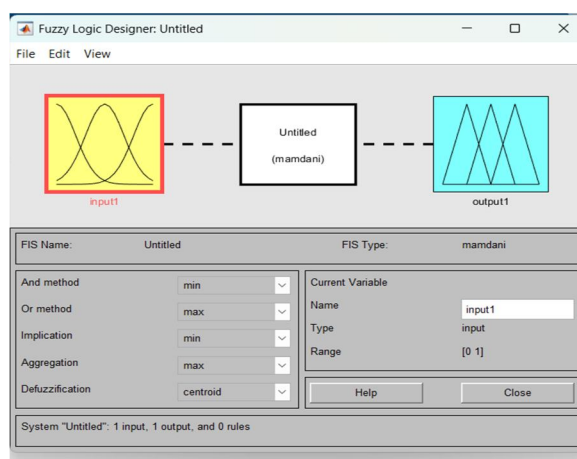 Fuzzy Logic Designer: Untitled
File Edit View
Untitled
(mamdani)
input1
output1
FIS Name: Untitled FIS Type: mamdani
And method min
Or method max
Implication min
Aggregation max
Defuzzification centroid
Current Variable
Name input1
Type input
Range [0 1]
Help Close
System "Untitled": 1 input, 1 output, and 0 rules